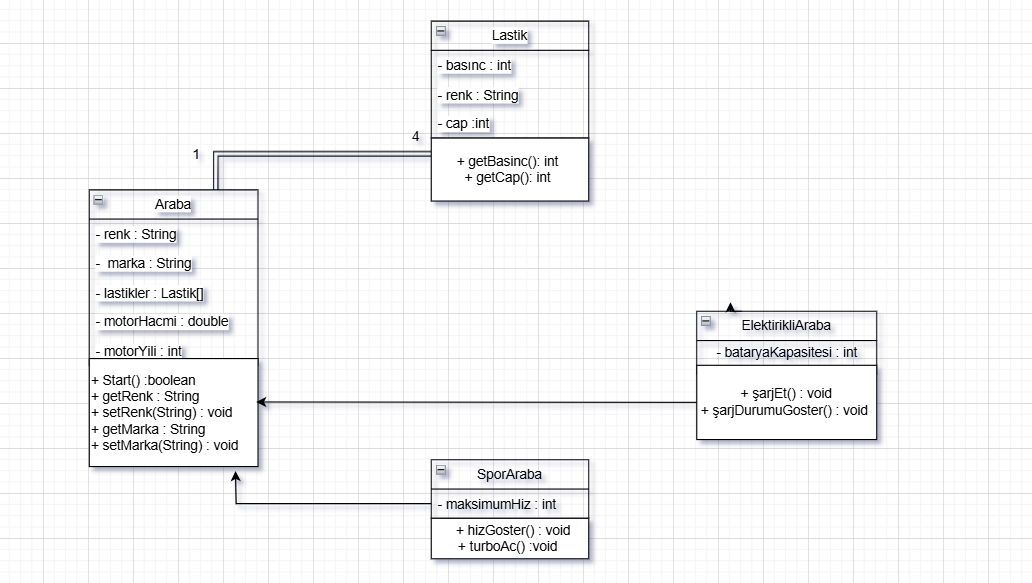 Lastik
- basınc : int
- renk : String
- cap :int
+ getBasinc(): int
+ getCap(): int
4
1
Araba
- renk : String
- marka : String
- lastikler : Lastik[]
- motorHacmi : double
- motorYili : int
+ Start() :boolean
+ getRenk : String
+ setRenk(String) : void
+ getMarka : String
+ setMarka(String) : void
ElektirikliAraba
- bataryaKapasitesi : int
+ şarjEt() : void
+ şarjDurumuGoster() : void
SporAraba
- maksimumHiz : int
+ hizGoster() : void
+ turboAc() :void